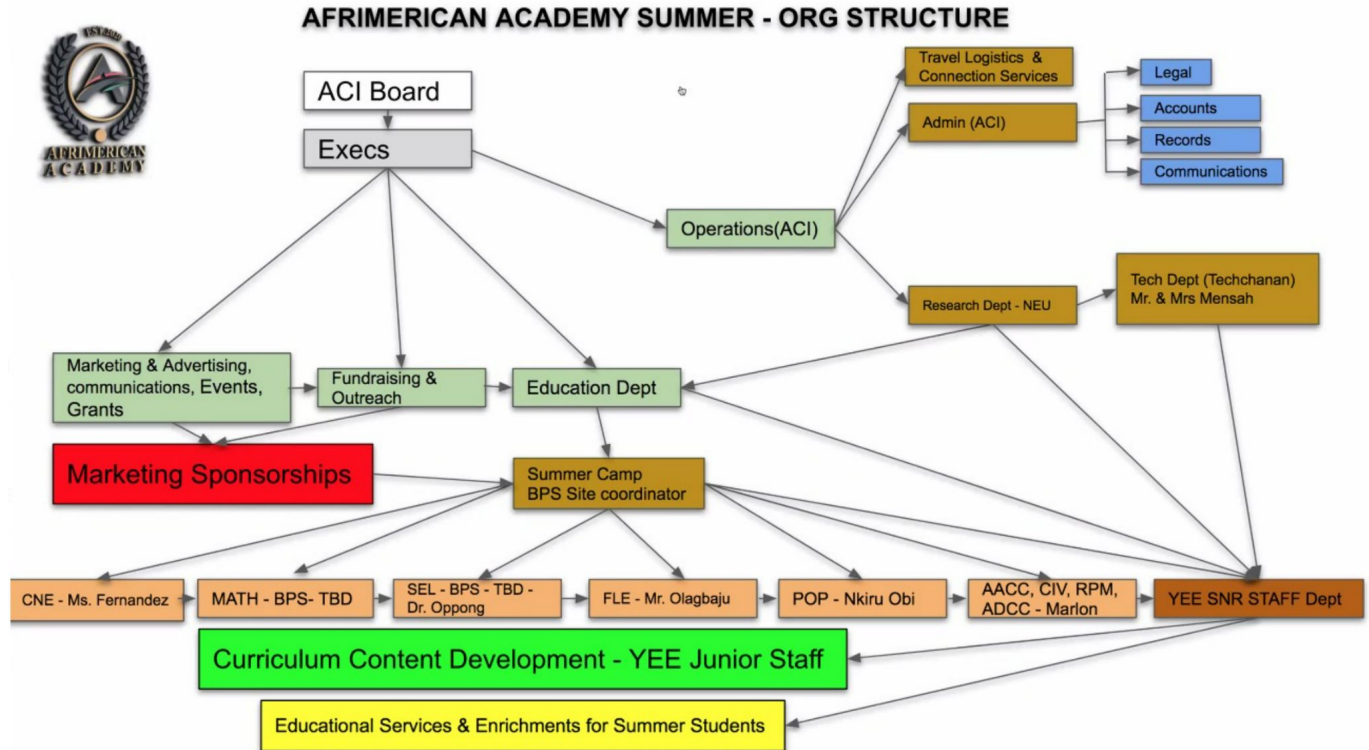 AFRIMERICAN ACADEMY SUMMER - ORG STRUCTURE
AFRIMERICAN
ACADEMY
ACI Board
Execs
Travel Logistics &
Connection Services
Admin (ACI)
Legal
Accounts
Records
Communications
Operations(ACI)
Research Dept - NEU
Tech Dept (Techchanan)
Mr. & Mrs Mensah
Marketing & Advertising,
communications, Events,
Grants
Fundraising &
Outreach
Education Dept
Marketing Sponsorships
Summer Camp
BPS Site coordinator
CNE - Ms. Fernandez
MATH - BPS- TBD
SEL - BPS - TBD -
Dr. Oppong
FLE - Mr. Olagbaju
POP - Nkiru Obi
AACC, CIV, RPM,
ADCC - Marlon
YEE SNR STAFF Dept
Curriculum Content Development - YEE Junior Staff
Educational Services & Enrichments for Summer Students